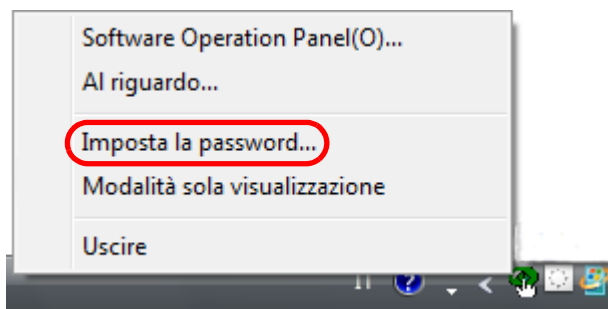 Software Operation Panel(O)...
Al riguardo...
Imposta la password...
Modalità sola visualizzazione
Uscire